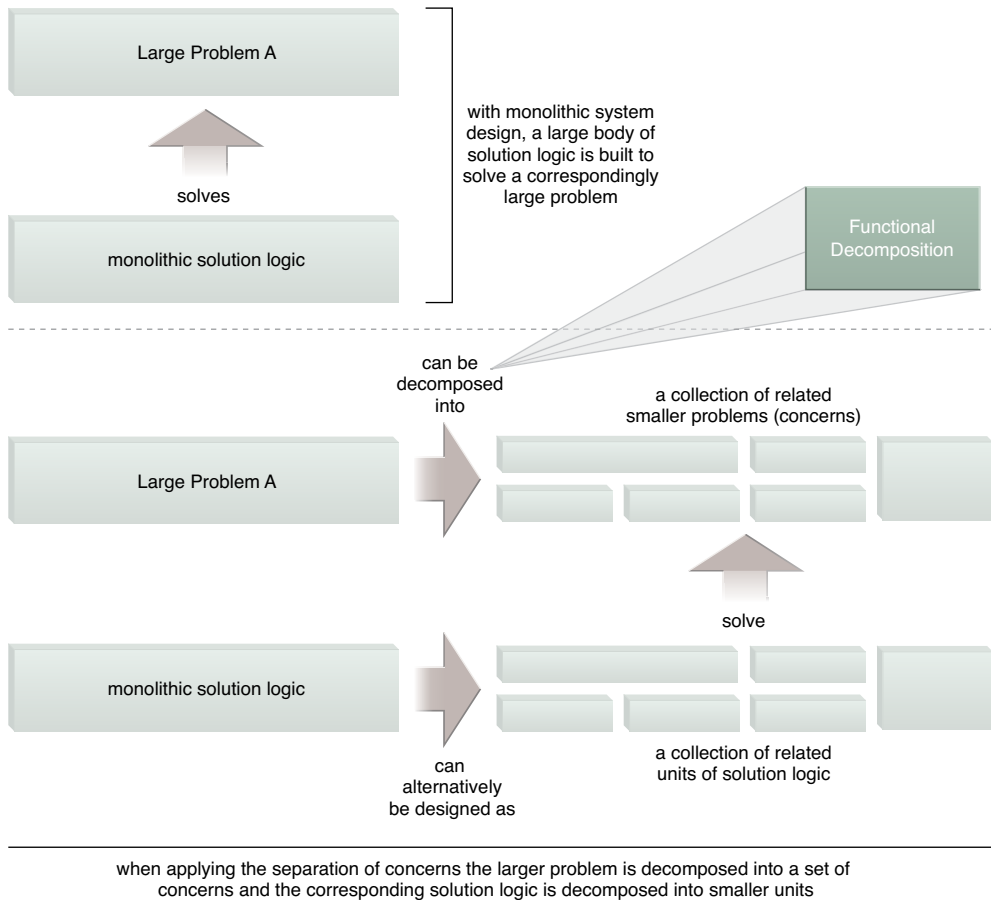 Large Problem A
solves
monolithic solution logic
with monolithic system
design, a large body of
solution logic is built to
solve a correspondingly
large problem
Functional
Decomposition
can be
decomposed
into
a collection of related
smaller problems (concerns)
Large Problem A
solve
monolithic solution logic
can
alternatively
be designed as
a collection of related
units of solution logic
when applying the separation of concerns the larger problem is decomposed into a set of
concerns and the corresponding solution logic is decomposed into smaller units